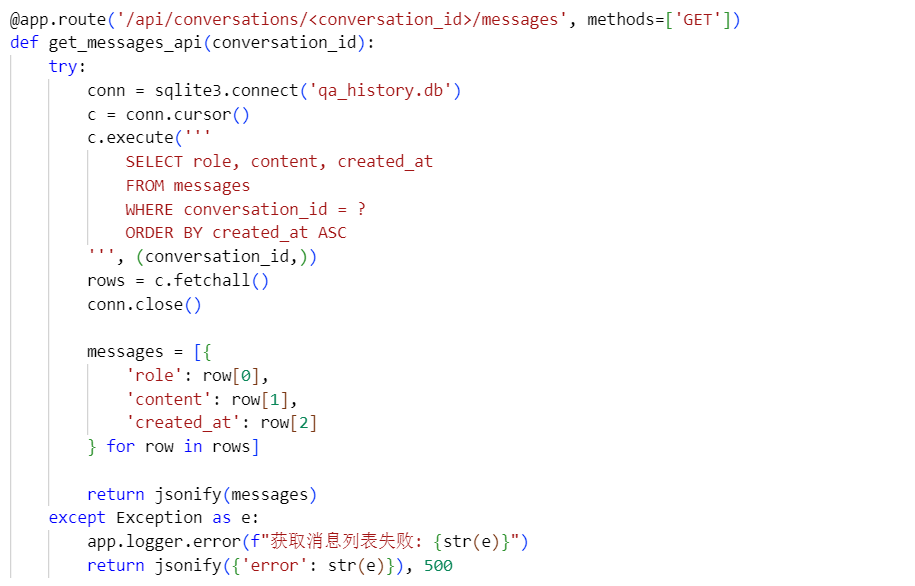 @app.route('/api/conversations/<conversation_id>/messages', methods=['GET'])
def get_messages_api(conversation_id):
    try:
        conn = sqlite3.connect('qa_history.db')
        c = conn.cursor()
        c.execute('''
            SELECT role, content, created_at
            FROM messages
            WHERE conversation_id = ?
            ORDER BY created_at ASC
        ''', (conversation_id,))
        rows = c.fetchall()
        conn.close()

        messages = [{
            'role': row[0],
            'content': row[1],
            'created_at': row[2]
        } for row in rows]

        return jsonify(messages)
    except Exception as e:
        app.logger.error(f"获取消息列表失败: {str(e)}")
        return jsonify({'error': str(e)}), 500